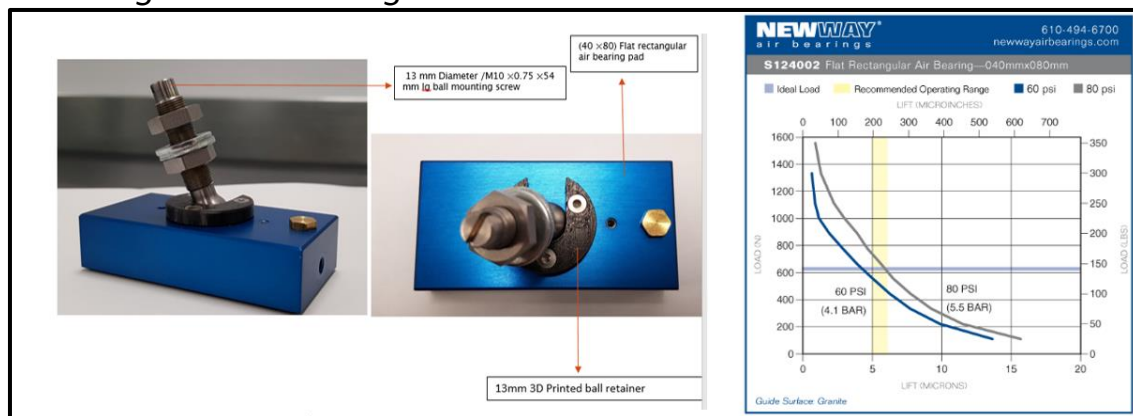 13 mm Diameter /M10 ×0.75 ×54
mm lg ball mounting screw
(40 ×80) Flat rectangular
air bearing pad
13mm 3D Printed ball retainer
NEWWAY®
air bearings
610-494-6700
newwayairbearings.com
S124002 Flat Rectangular Air Bearing—040mmx080mm
Ideal Load Recommended Operating Range 60 psi 80 psi
LIFT (MICROINCHES)
0 100 200 300 400 500 600 700
1600
1400
1200
1000
800
600
400
200
0
LOAD (N)
350
300
250
200
150
100
50
0
LOAD (LBS)
60 PSI
(4.1 BAR)
80 PSI
(5.5 BAR)
0 5 10 15 20
LIFT (MICRONS)
Guide Surface: Granite